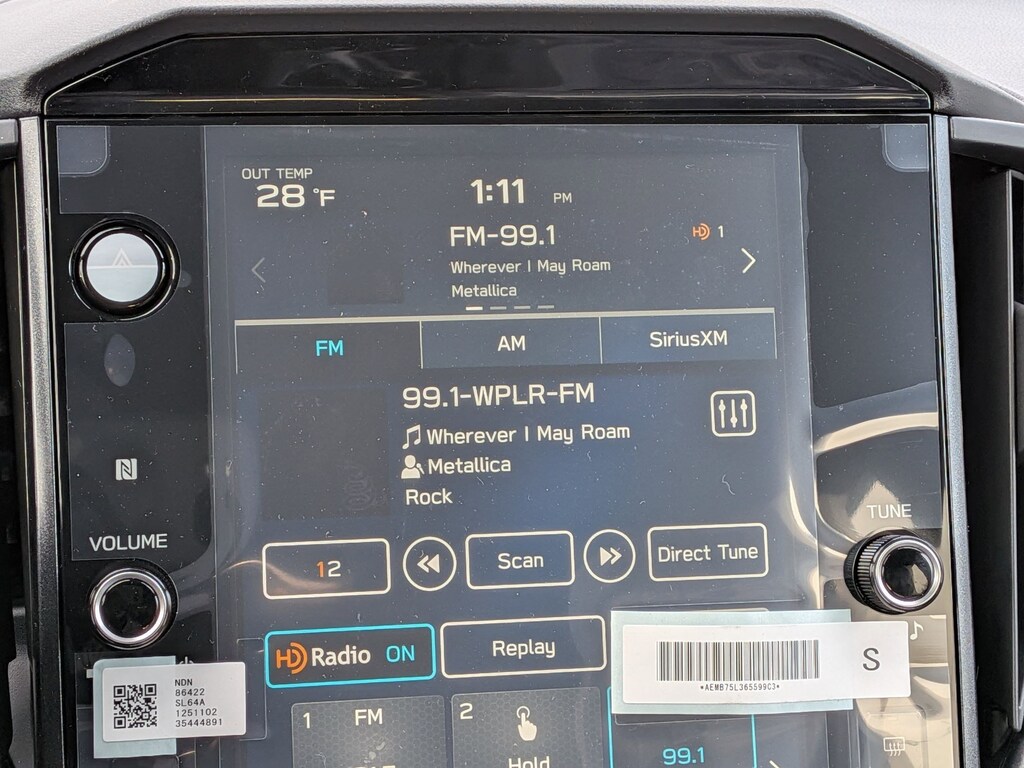 OUT TEMP
28 °F
1:11 PM
FM-99.1
HD 1
Wherever I May Roam
Metallica
FM
AM
SiriusXM
99.1-WPLR-FM
Wherever I May Roam
Metallica
Rock
VOLUME
TUNE
12
Scan
Direct Tune
HD Radio ON
Replay
NDN
86422
SL64A
1251102
35444891
*AEMB75L365599C3*
S
1 FM
2
Hold
99.1